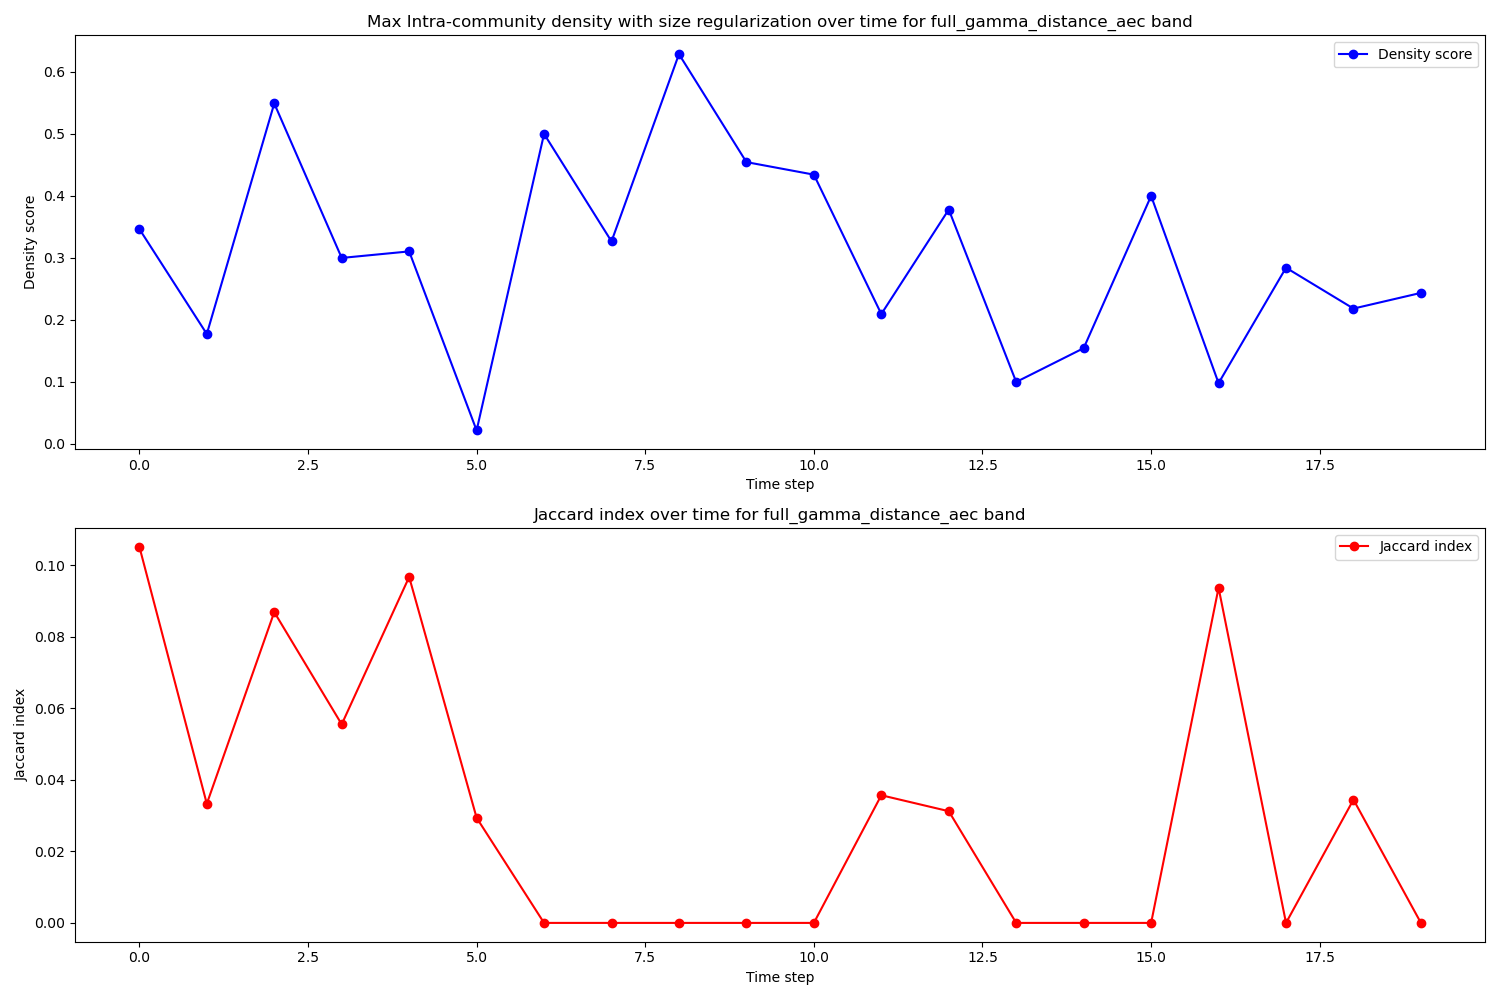 Max Intra-community density with size regularization over time for full_gamma_distance_aec band
Density score
Density score
0.6
0.5
0.4
0.3
0.2
0.1
0.0
0.0 2.5 5.0 7.5 10.0 12.5 15.0 17.5
Time step
Jaccard index over time for full_gamma_distance_aec band
Jaccard index
Jaccard index
0.10
0.08
0.06
0.04
0.02
0.00
0.0 2.5 5.0 7.5 10.0 12.5 15.0 17.5
Time step